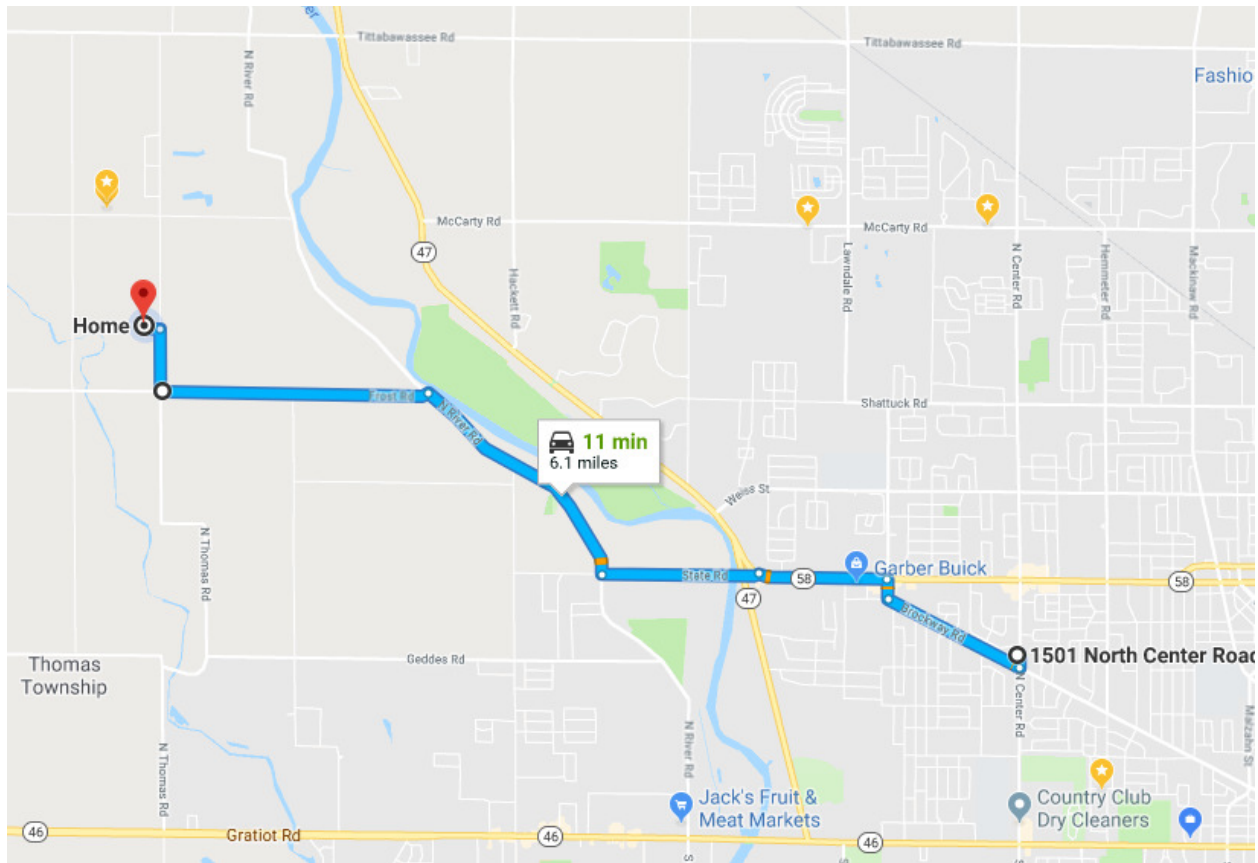 ver
Tittabawassee Rd
Tittabawassee Rd
N River Rd
Fashio
McCarty Rd
McCarty Rd
47
Hackett Rd
Lawndale Rd
N Center Rd
Hemmeter Rd
Mackinaw Rd
Home
Frost Rd
N River Rd
Shattuck Rd
11 min
6.1 miles
Weiss St
N Thomas Rd
State Rd
58
Garber Buick
58
47
Brockway Rd
1501 North Center Road
Geddes Rd
Thomas
Township
N Center Rd
Malzahn St
N Thomas Rd
N River Rd
Jack's Fruit &
Meat Markets
Country Club
Dry Cleaners
46
Gratiot Rd
46
46
S